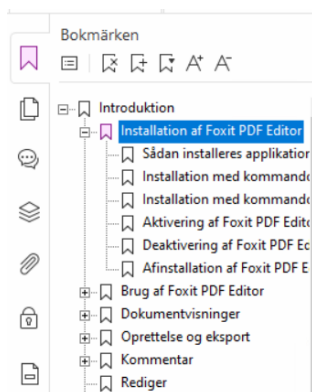 Bokmärken
Introduktion
Installation af Foxit PDF Editor
Sådan installeres applikation
Installation med kommando
Installation med kommando
Aktivering af Foxit PDF Edito
Deaktivering af Foxit PDF Ec
Afinstallation af Foxit PDF E
Brug af Foxit PDF Editor
Dokumentvisninger
Oprettelse og eksport
Kommentar
Rediger